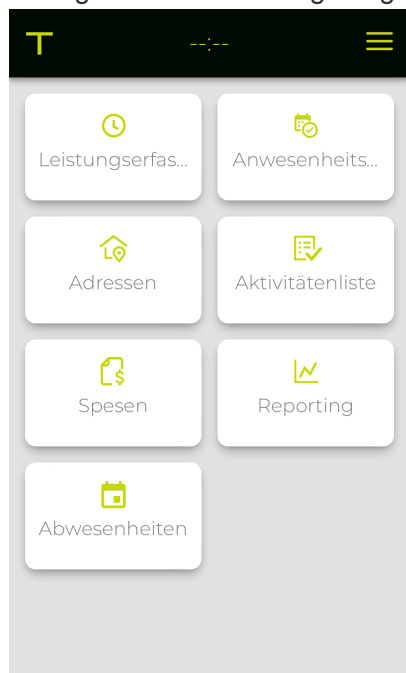 T
--:--
Leistungserfas...
Anwesenheits...
Adressen
Aktivitätenliste
Spesen
Reporting
Abwesenheiten